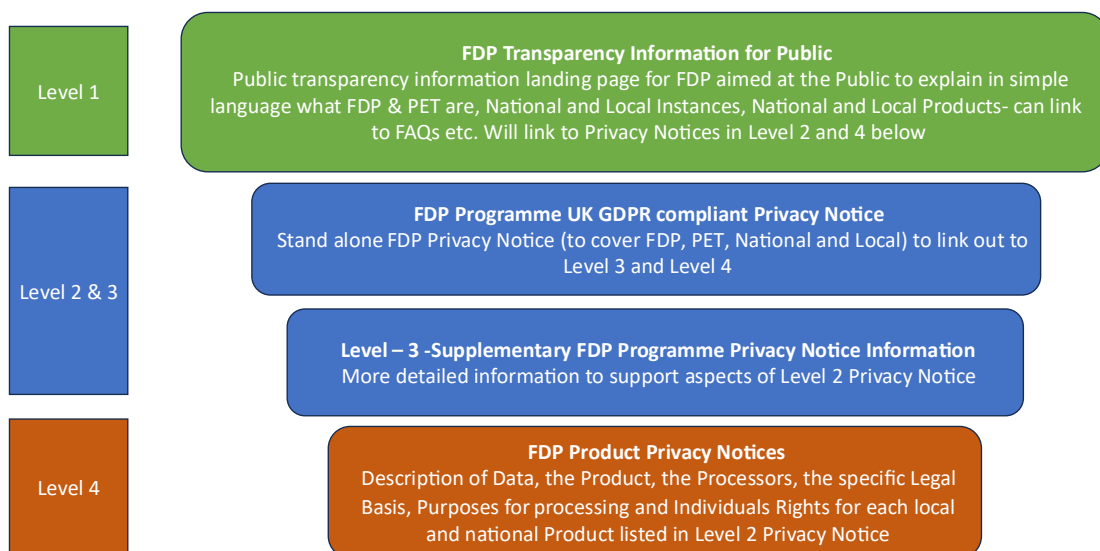 Level 1
FDP Transparency Information for Public
Public transparency information landing page for FDP aimed at the Public to explain in simple
language what FDP & PET are, National and Local Instances, National and Local Products- can link
to FAQs etc. Will link to Privacy Notices in Level 2 and 4 below
Level 2 & 3
FDP Programme UK GDPR compliant Privacy Notice
Stand alone FDP Privacy Notice (to cover FDP, PET, National and Local) to link out to
Level 3 and Level 4
Level – 3 -Supplementary FDP Programme Privacy Notice Information
More detailed information to support aspects of Level 2 Privacy Notice
Level 4
FDP Product Privacy Notices
Description of Data, the Product, the Processors, the specific Legal
Basis, Purposes for processing and Individuals Rights for each local
and national Product listed in Level 2 Privacy Notice